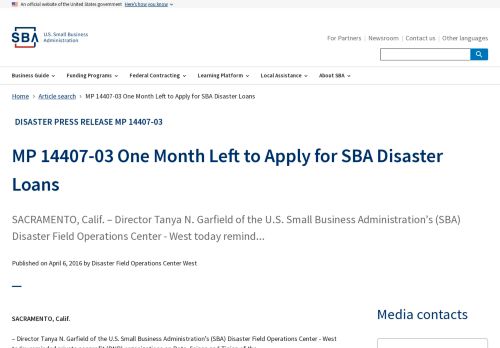 An official website of the United States government Here's how you know
SBA U.S. Small Business
Administration
For Partners Newsroom Contact us Other languages
Business Guide Funding Programs Federal Contracting Learning Platform Local Assistance About SBA
Home Article search MP 14407-03 One Month Left to Apply for SBA Disaster Loans
DISASTER PRESS RELEASE MP 14407-03
MP 14407-03 One Month Left to Apply for SBA Disaster
Loans
SACRAMENTO, Calif. – Director Tanya N. Garfield of the U.S. Small Business Administration's (SBA)
Disaster Field Operations Center - West today remind...
Published on April 6, 2016 by Disaster Field Operations Center West
Media contacts
SACRAMENTO, Calif.
– Director Tanya N. Garfield of the U.S. Small Business Administration's (SBA) Disaster Field Operations Center - West